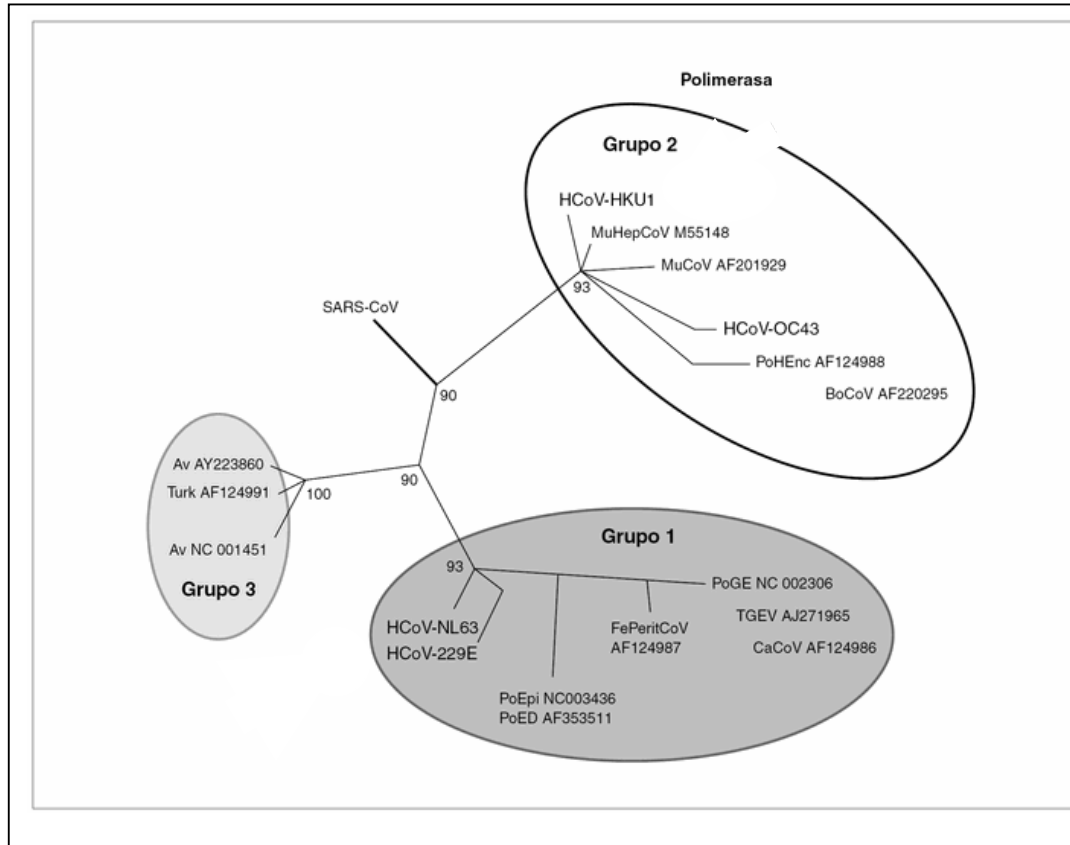 Polimerasa
Grupo 2
HCoV-HKU1
MuHepCoV M55148
MuCoV AF201929
93
SARS-CoV
HCoV-OC43
PoHEnc AF124988
BoCoV AF220295
90
Av AY223860
Turk AF124991
100
90
Av NC 001451
Grupo 3
Grupo 1
93
PoGE NC 002306
TGEV AJ271965
CaCoV AF124986
HCoV-NL63
HCoV-229E
FePeritCoV
AF124987
PoEpi NC003436
PoED AF353511